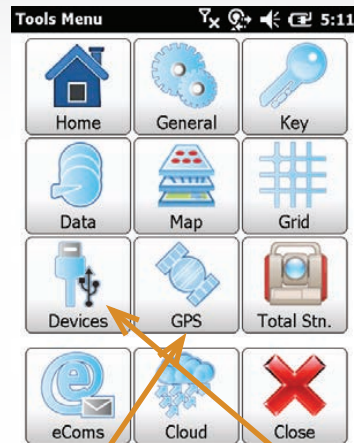 Tools Menu 5:11
Home General Key
Data Map Grid
Devices GPS Total Stn.
eComs Cloud Close